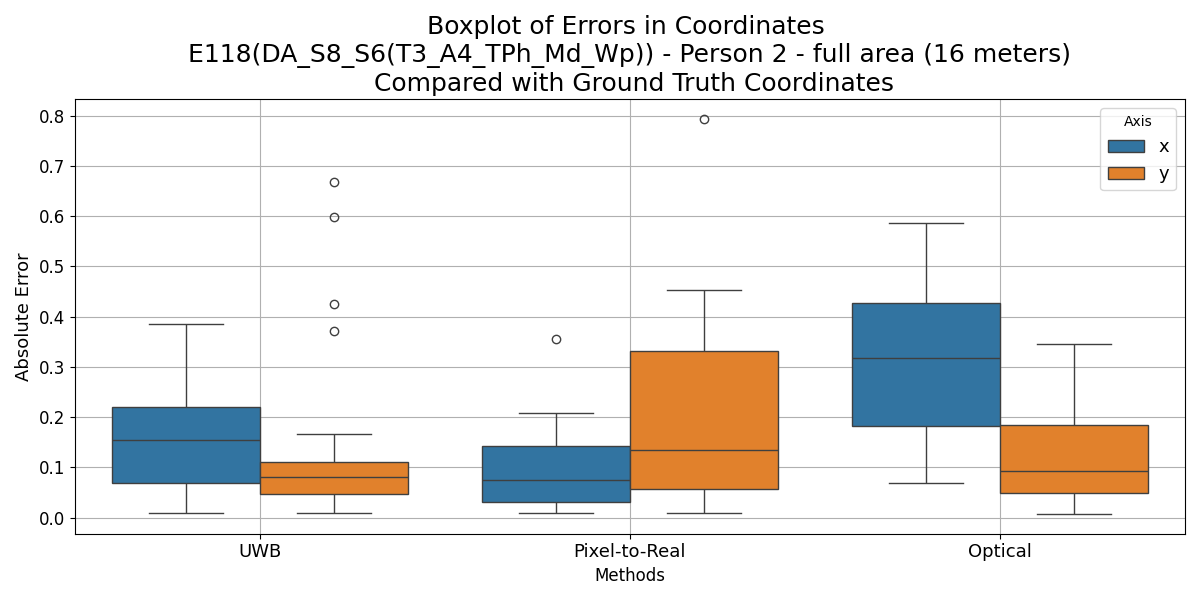 Boxplot of Errors in Coordinates
E118(DA_S8_S6(T3_A4_TPh_Md_Wp)) - Person 2 - full area (16 meters)
Compared with Ground Truth Coordinates
Absolute Error
0.8
0.7
0.6
0.5
0.4
0.3
0.2
0.1
0.0
Axis
x
y
UWB
Pixel-to-Real
Optical
Methods